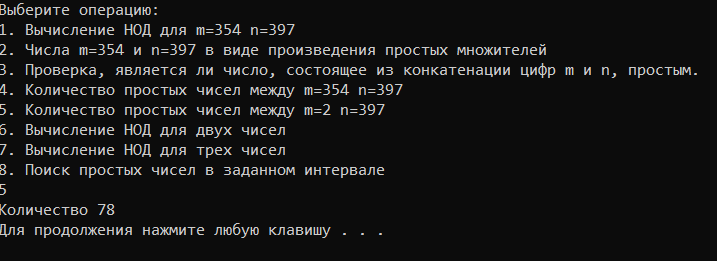 Выберите операцию:
1. Вычисление НОД для m=354 n=397
2. Числа m=354 и n=397 в виде произведения простых множителей
3. Проверка, является ли число, состоящее из конкатенации цифр m и n, простым.
4. Количество простых чисел между m=354 n=397
5. Количество простых чисел между m=2 n=397
6. Вычисление НОД для двух чисел
7. Вычисление НОД для трех чисел
8. Поиск простых чисел в заданном интервале
5
Количество 78
Для продолжения нажмите любую клавишу . . .